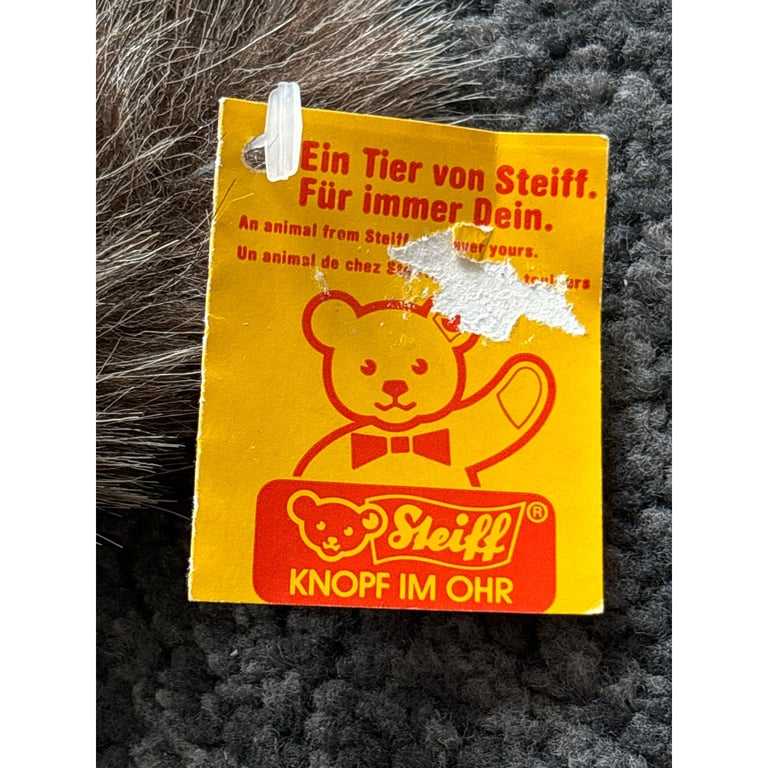 Ein Tier von Steiff.
Für immer Dein.
An animal from Steiff yours.
Un animal de chez
Steiff ®
KNOPF IM OHR